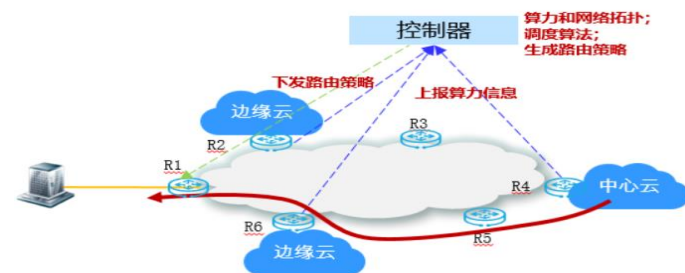 控制器
算力和网络拓扑；
调度算法；
生成路由策略
下发路由策略
上报算力信息
边缘云
R2
R3
R1
R4
中心云
R6
R5
边缘云